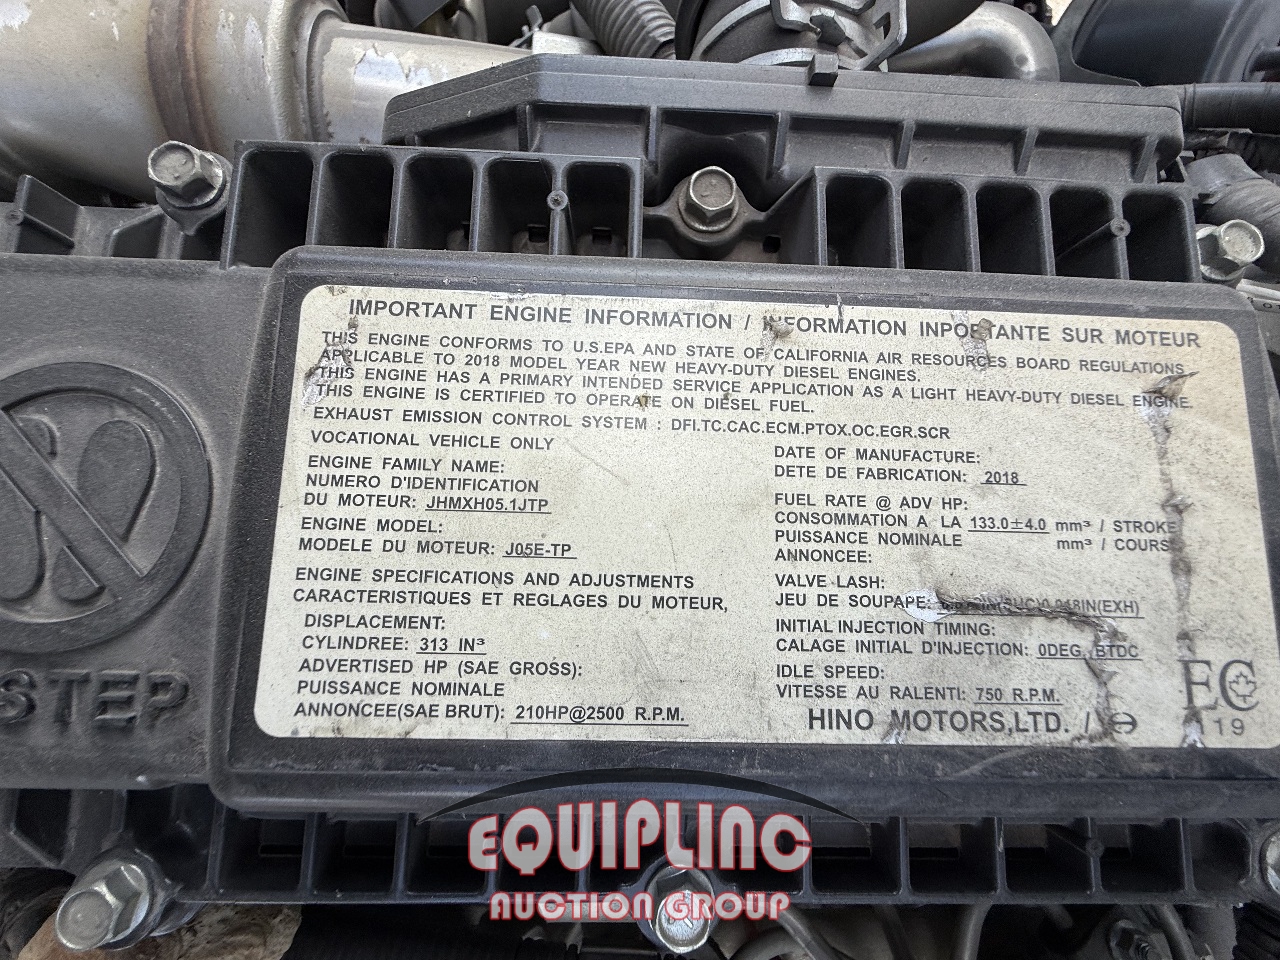 IMPORTANT ENGINE INFORMATION / INFORMATION INPORTANTE SUR MOTEUR
THIS ENGINE CONFORMS TO U.S.EPA AND STATE OF CALIFORNIA AIR RESOURCES BOARD REGULATIONS
APPLICABLE TO 2018 MODEL YEAR NEW HEAVY-DUTY DIESEL ENGINES.
THIS ENGINE HAS A PRIMARY INTENDED SERVICE APPLICATION AS A LIGHT HEAVY-DUTY DIESEL ENGINE.
THIS ENGINE IS CERTIFIED TO OPERATE ON DIESEL FUEL.
EXHAUST EMISSION CONTROL SYSTEM : DFI.TC.CAC.ECM.PTOX.OC.EGR.SCR
VOCATIONAL VEHICLE ONLY
ENGINE FAMILY NAME:
NUMERO D'IDENTIFICATION
DU MOTEUR: JHMXH05.1JTP
ENGINE MODEL:
MODELE DU MOTEUR: J05E-TP
ENGINE SPECIFICATIONS AND ADJUSTMENTS
CARACTERISTIQUES ET REGLAGES DU MOTEUR,
DISPLACEMENT:
CYLINDREE: 313 IN³
ADVERTISED HP (SAE GROSS):
PUISSANCE NOMINALE
ANNONCEE(SAE BRUT): 210HP@2500 R.P.M.
DATE OF MANUFACTURE:
DETE DE FABRICATION: 2018
FUEL RATE @ ADV HP:
CONSOMMATION A LA 133.0±4.0 mm³ / STROKE
PUISSANCE NOMINALE mm³ / COURSE
ANNONCEE:
VALVE LASH:
JEU DE SOUPAPE:
INITIAL INJECTION TIMING:
CALAGE INITIAL D'INJECTION: 0DEG. BTDC
IDLE SPEED:
VITESSE AU RALENTI: 750 R.P.M.
HINO MOTORS,LTD. /
EC
19
STEP
EQUIPLINC
AUCTION GROUP